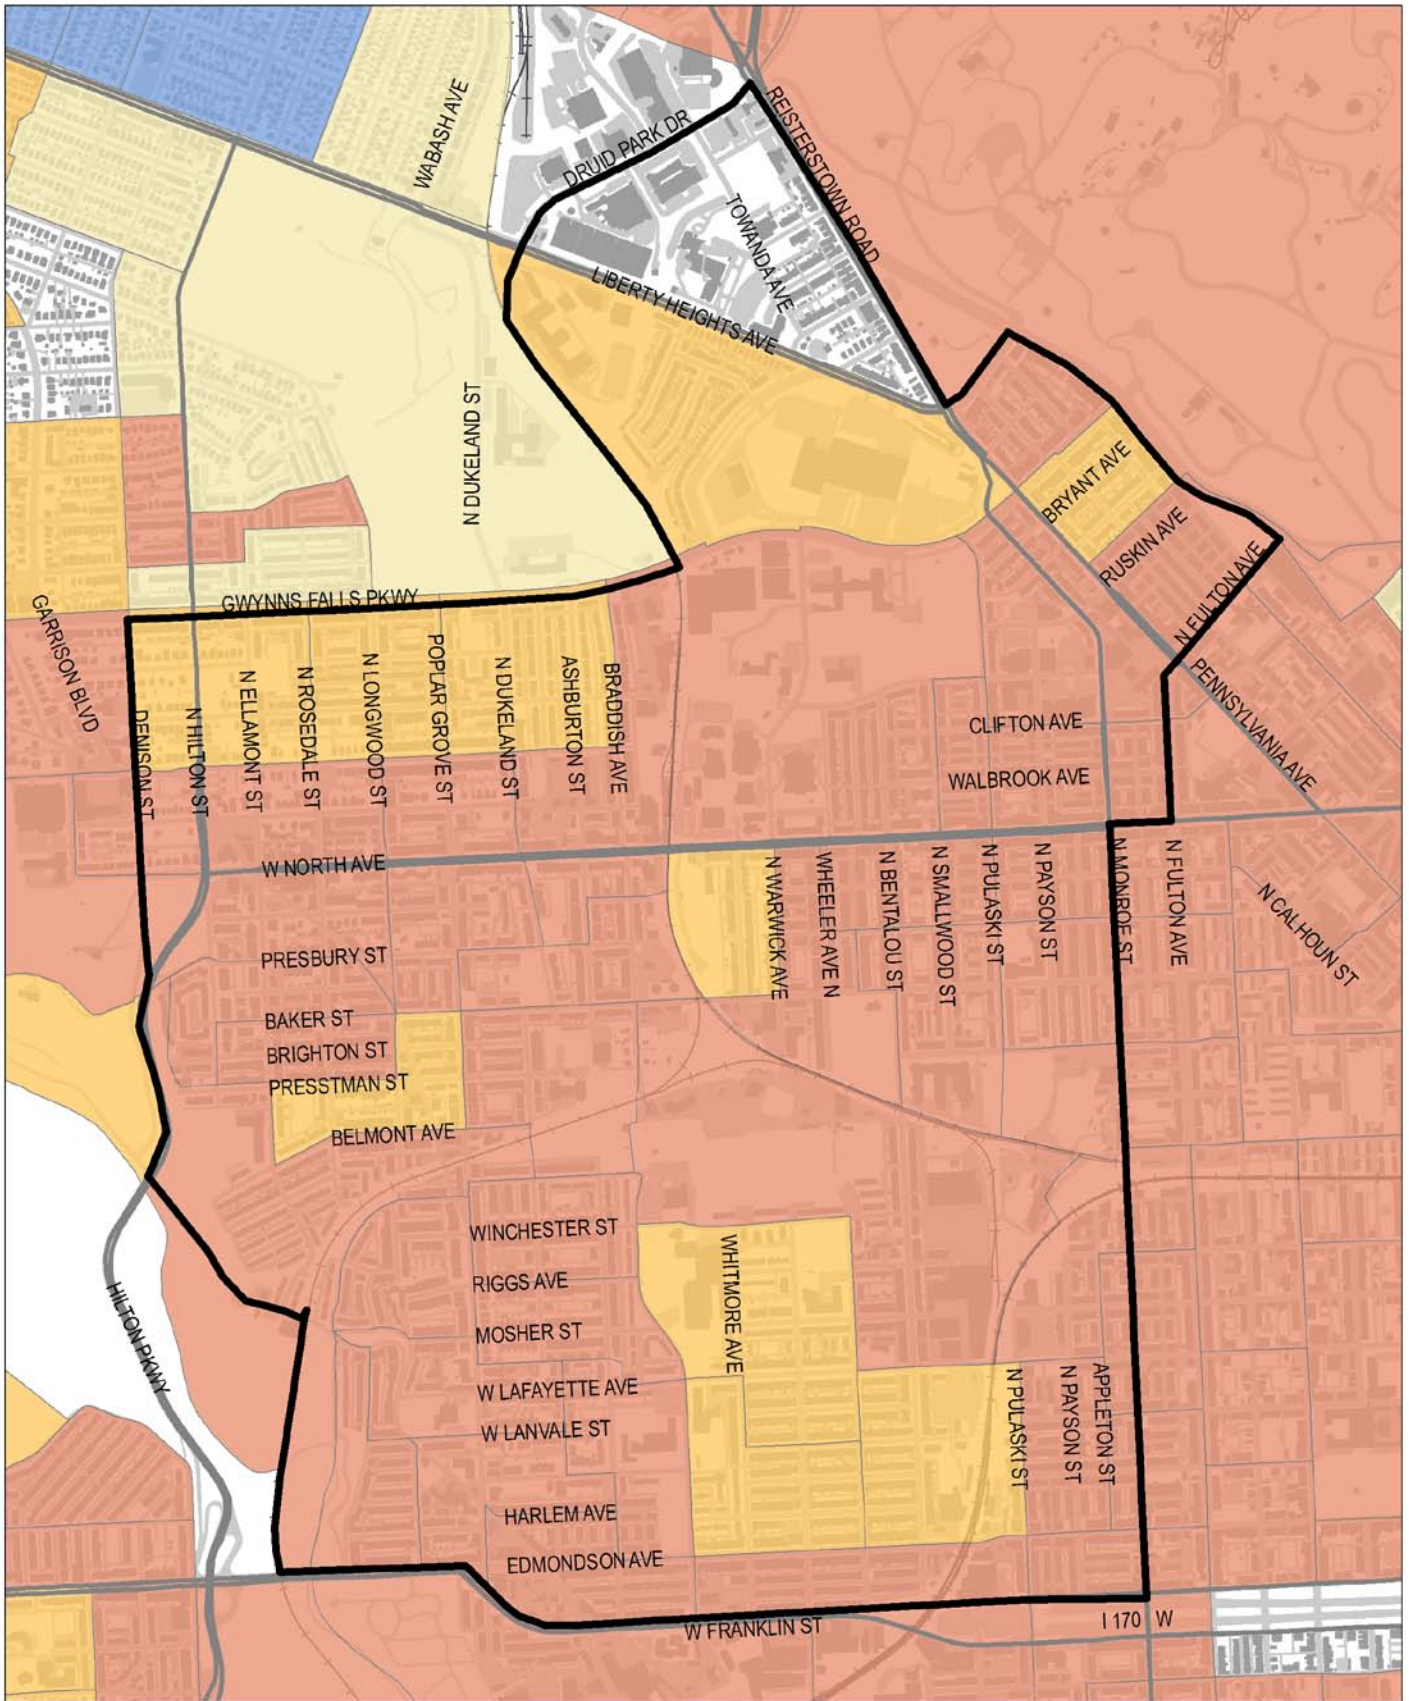 WABASH AVE
REISTERSTOWN ROAD
DRUID PARK DR
TOWANDA AVE
LIBERTY HEIGHTS AVE
N DUKELAND ST
BRYANT AVE
RUSKIN AVE
N FULTON AVE
GWYNNS FALLS PKWY
GARRISON BLVD
DENISON ST
N HILTON ST
N ELLAMONT ST
N ROSEDALE ST
N LONGWOOD ST
POPLAR GROVE ST
N DUKELAND ST
ASHBURTON ST
BRADDISH AVE
PENNSYLVANIA AVE
CLIFTON AVE
WALBROOK AVE
W NORTH AVE
N WARWICK AVE
WHEELER AVE N
N BENTALOU ST
N SMALLWOOD ST
N PULASKI ST
N PAYSON ST
N MONROE ST
N FULTON AVE
N CALHOUN ST
PRESBURY ST
BAKER ST
BRIGHTON ST
PRESSTMAN ST
BELMONT AVE
WINCHESTER ST
RIGGS AVE
WHITMORE AVE
MOSHER ST
HILTON PKWY
W LAFAYETTE AVE
W LANVALE ST
N PULASKI ST
N PAYSON ST
APPLETON ST
HARLEM AVE
EDMONDSON AVE
W FRANKLIN ST
I 170 W